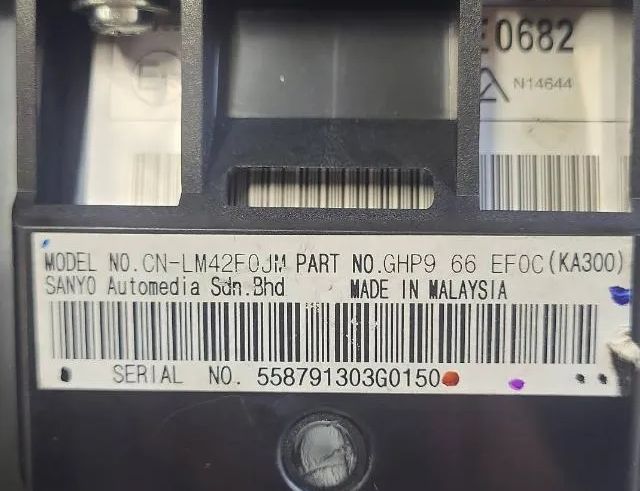 E0682
N14644
MODEL NO.CN-LM42F0JM PART NO.GHP9 66 EF0C(KA300)
SANYO Automedia Sdn.Bhd MADE IN MALAYSIA
SERIAL NO. 558791303G0150